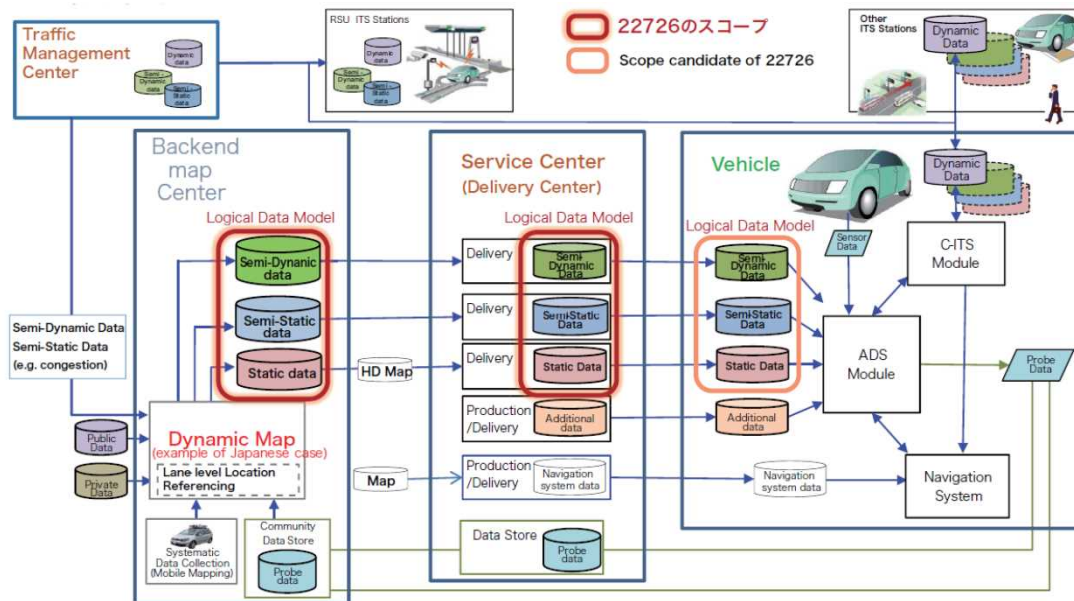 Traffic
Management
Center
Dynamic
data
Semi -
Dynamic
data
Semi -
Static
data
RSU ITS Stations
Dynamic
data
Semi -
Dynamic
data
Semi -
Static
data
22726のスコープ
Scope candidate of 22726
Other
ITS Stations
Dynamic
Data
Backend
map
Center
Logical Data Model
Semi-Dynanic
data
Semi-Static
data
Static data
Service Center
(Delivery Center)
Logical Data Model
Delivery
Semi-
Dynamic
Data
Delivery
Semi-Static
Data
Delivery
Static Data
Production
/Delivery
Additional
data
Production
/Delivery
Navigation
system data
Data Store
Probe
data
Vehicle
Logical Data Model
Semi-
Dynamic
Data
Semi-Static
Data
Static Data
Additional
data
Navigation
system data
Sensor
Data
Dynamic
Data
C-ITS
Module
ADS
Module
Navigation
System
Probe
Data
Semi-Dynamic Data
Semi-Static Data
(e.g. congestion)
HD Map
Map
Public
Data
Private
Data
Dynamic Map
(example of Japanese case)
Lane level Location
Referencing
Systematic
Data Collection
(Mobile Mapping)
Community
Data Store
Probe
data